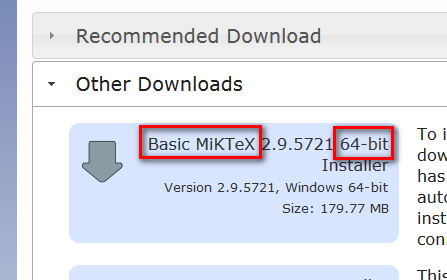 Recommended Download
Other Downloads
Basic MiKTeX 2.9.5721 64-bit
Installer
Version 2.9.5721, Windows 64-bit
Size: 179.77 MB
To i
dow
has
auto
inst
con
This